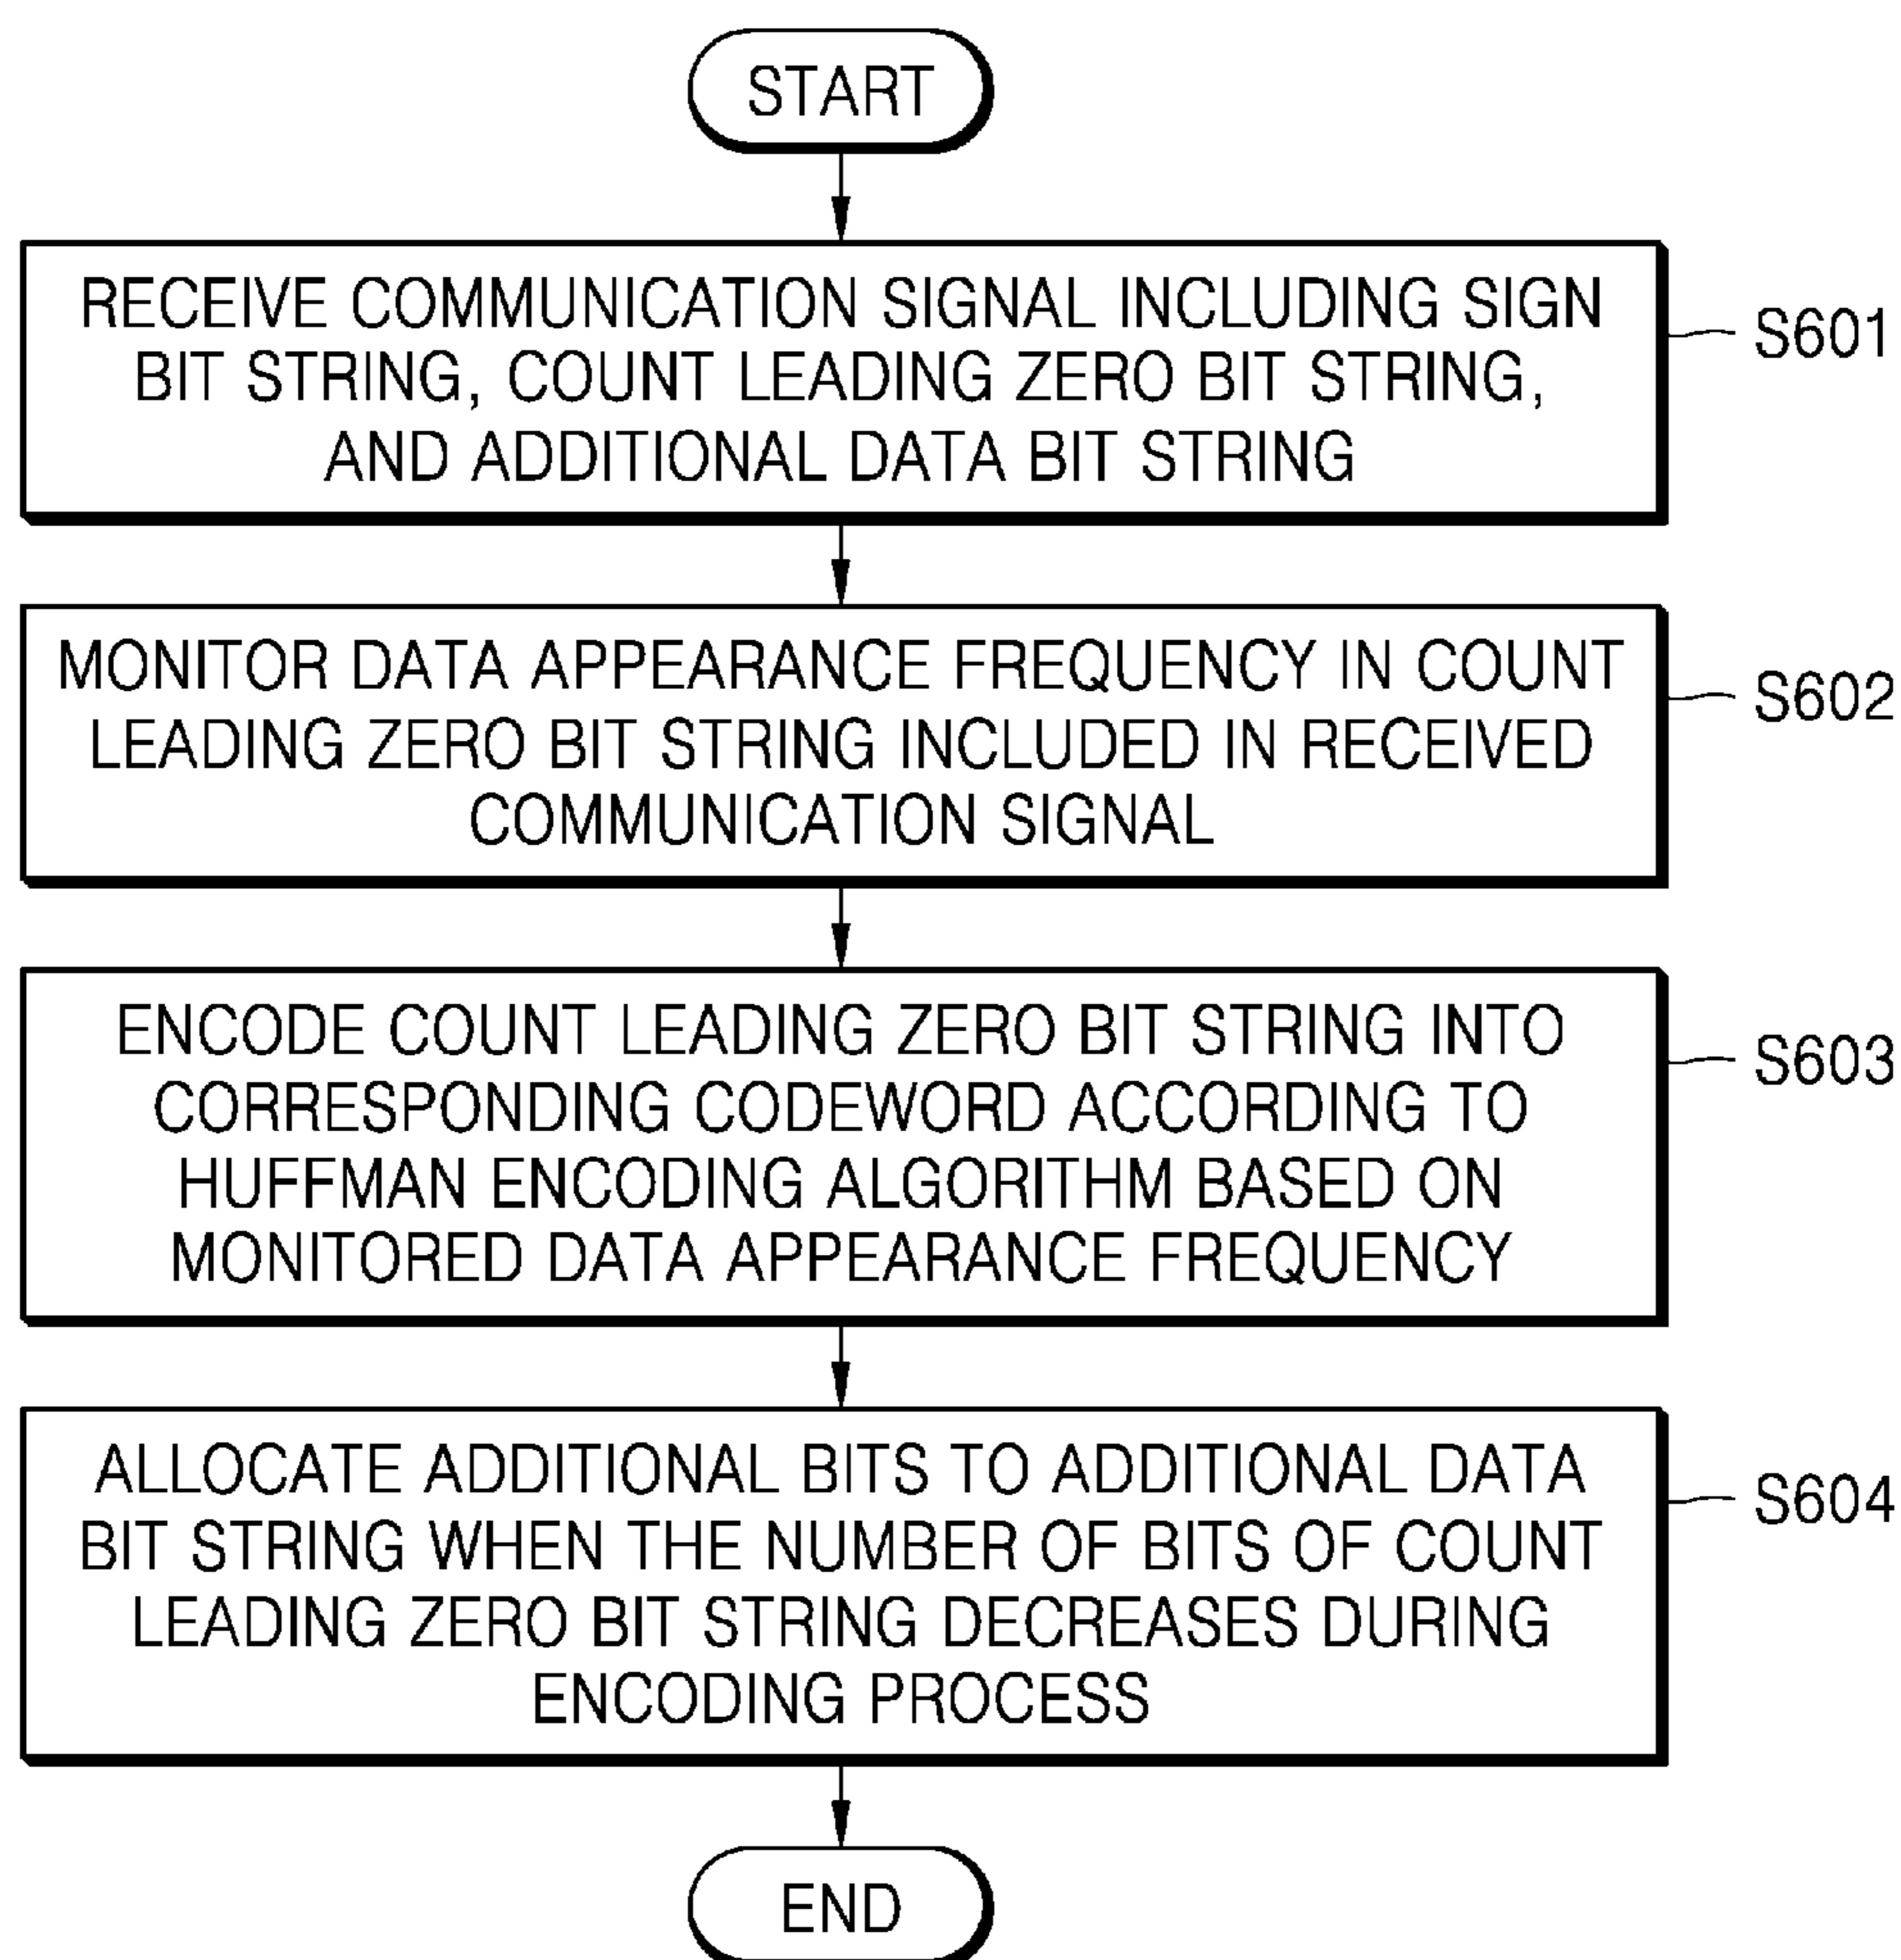 START
RECEIVE COMMUNICATION SIGNAL INCLUDING SIGN
BIT STRING, COUNT LEADING ZERO BIT STRING,
AND ADDITIONAL DATA BIT STRING
S601
MONITOR DATA APPEARANCE FREQUENCY IN COUNT
LEADING ZERO BIT STRING INCLUDED IN RECEIVED
COMMUNICATION SIGNAL
S602
ENCODE COUNT LEADING ZERO BIT STRING INTO
CORRESPONDING CODEWORD ACCORDING TO
HUFFMAN ENCODING ALGORITHM BASED ON
MONITORED DATA APPEARANCE FREQUENCY
S603
ALLOCATE ADDITIONAL BITS TO ADDITIONAL DATA
BIT STRING WHEN THE NUMBER OF BITS OF COUNT
LEADING ZERO BIT STRING DECREASES DURING
ENCODING PROCESS
S604
END